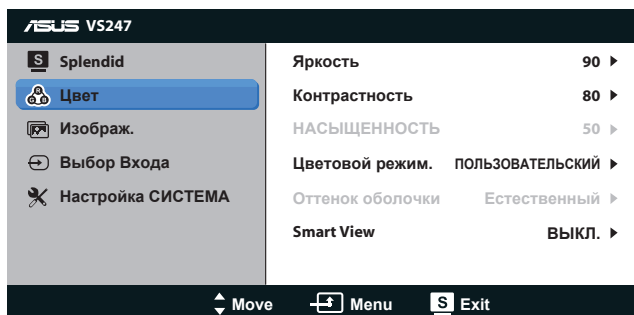 ASUS VS247
S Splendid
Цвет
Изображ.
Выбор Входа
Настройка СИСТЕМА
Яркость 90
Контрастность 80
НАСЫЩЕННОСТЬ 50
Цветовой режим. ПОЛЬЗОВАТЕЛЬСКИЙ
Оттенок оболочки Естественный
Smart View ВЫКЛ.
Move Menu S Exit